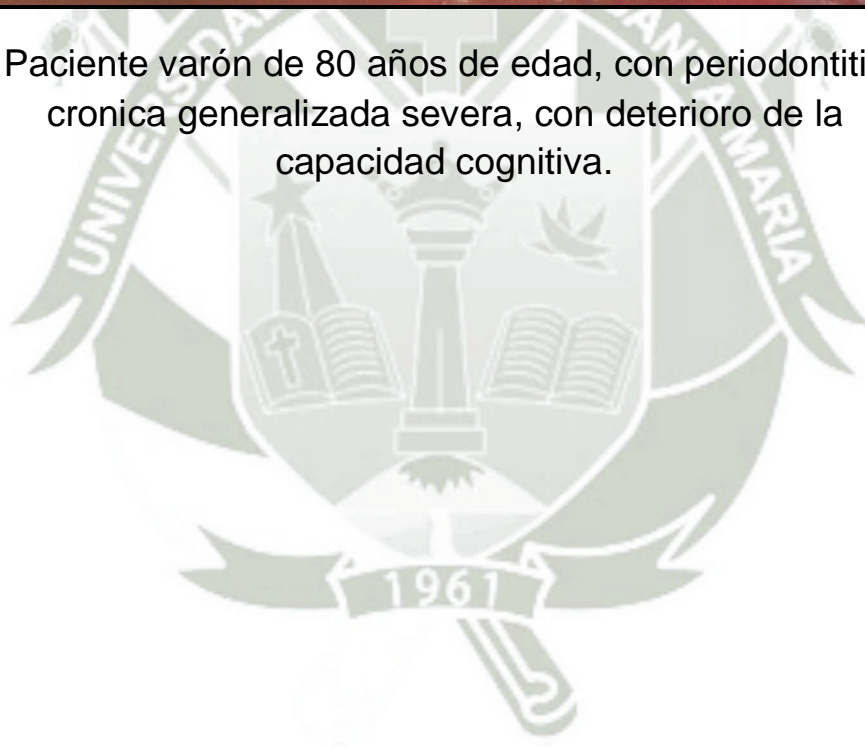 Paciente varón de 80 años de edad, con periodontiti
cronica generalizada severa, con deterioro de la
capacidad cognitiva.
MARIA
1961